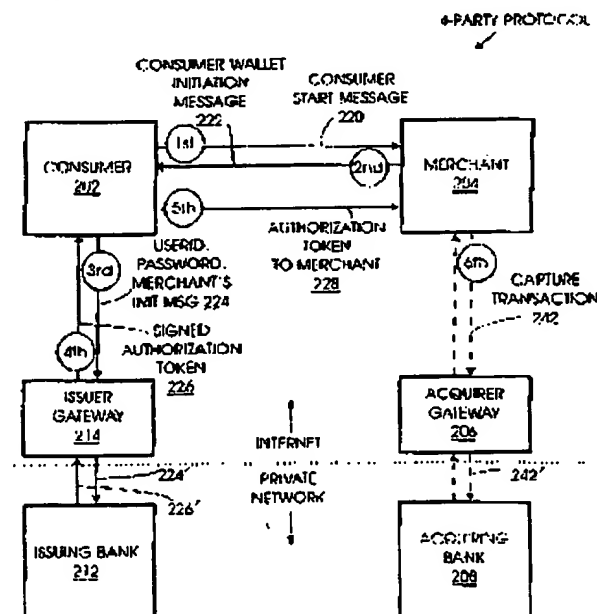 4-PARTY PROTOCOL
CONSUMER WALLET
INITIATION
MESSAGE
222
CONSUMER
START MESSAGE
220
1st
2nd
CONSUMER
202
MERCHANT
204
5th
AUTHORIZATION
TOKEN
TO MERCHANT
228
3rd
USERID,
PASSWORD,
MERCHANT'S
INIT MSG 224
6th
CAPTURE
TRANSACTION
242
4th
SIGNED
AUTHORIZATION
TOKEN
226
ISSUER
GATEWAY
214
ACQUIRER
GATEWAY
206
INTERNET
PRIVATE
NETWORK
224'
226'
242'
ISSUING BANK
212
ACQUIRING
BANK
208